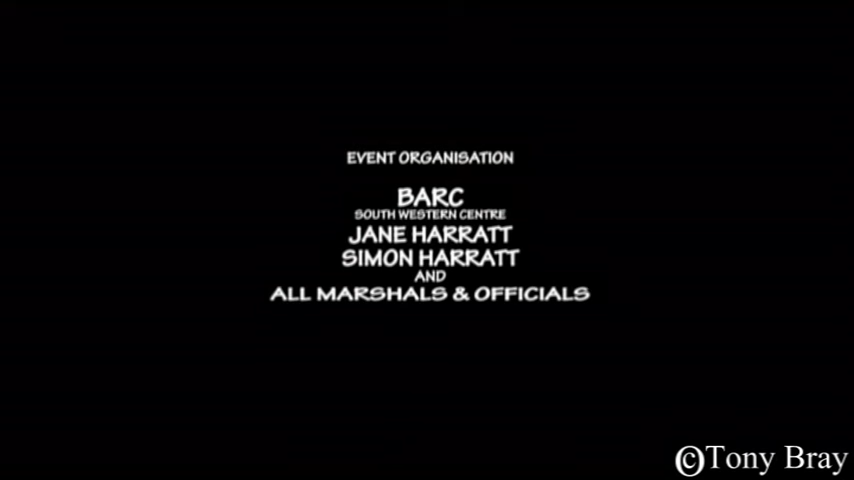 EVENT ORGANISATION
BARC
SOUTH WESTERN CENTRE
JANE HARRATT
SIMON HARRATT
AND
ALL MARSHALS & OFFICIALS
©Tony Bray